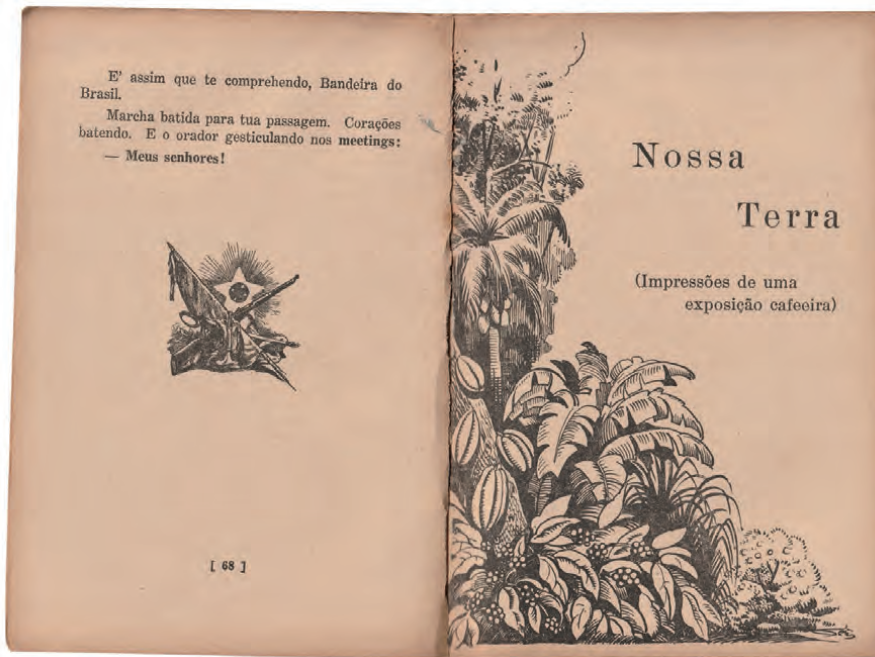 E' assim que te comprehendo, Bandeira do
Brasil.
Marcha batida para tua passagem. Corações
batendo. E o orador gesticulando nos meetings:
— Meus senhores!
[ 68 ]
Nossa
Terra
(Impressões de uma
exposição cafeeira)